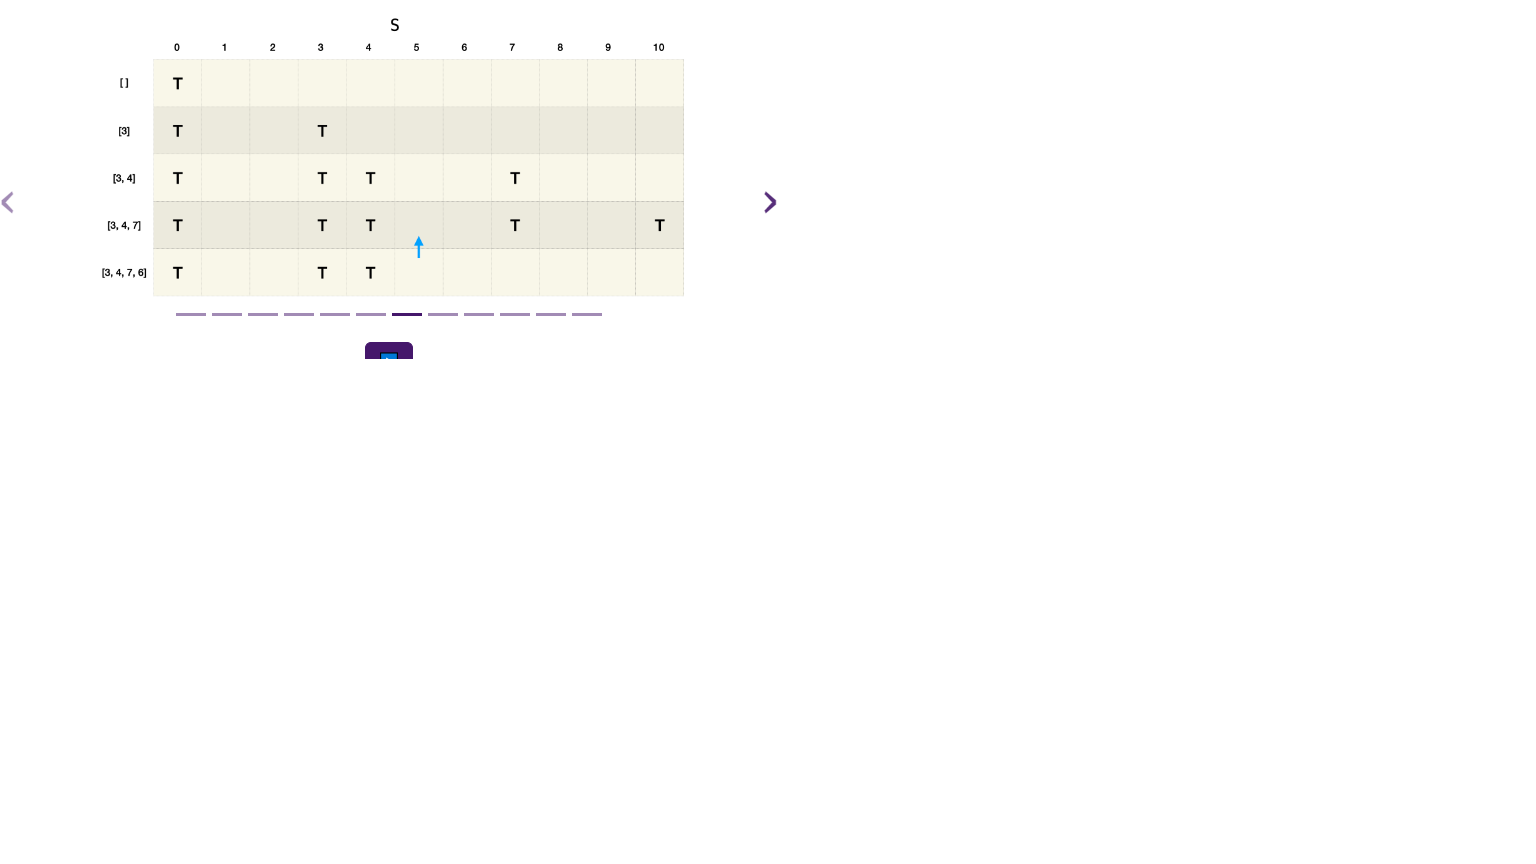 S
0 1 2 3 4 5 6 7 8 9 10
[ ] T
[3] T T
[3, 4] T T T T
[3, 4, 7] T T T T T
[3, 4, 7, 6] T T T